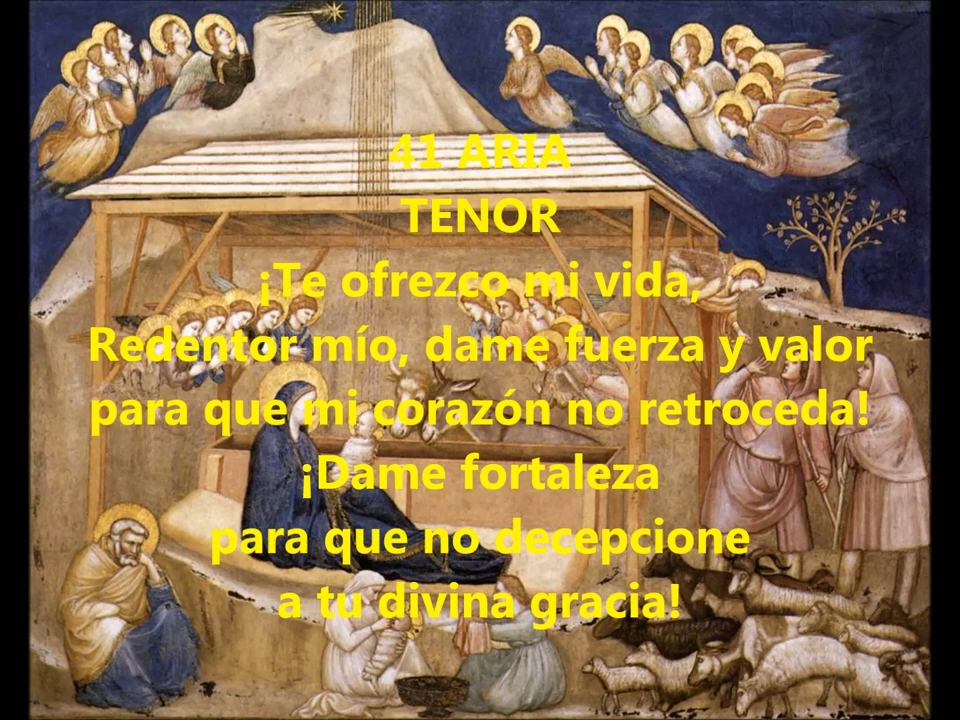 41 ARIA
TENOR
¡Te ofrezco mi vida,
Redentor mío, dame fuerza y valor
para que mi corazón no retroceda!
¡Dame fortaleza
para que no decepcione
a tu divina gracia!